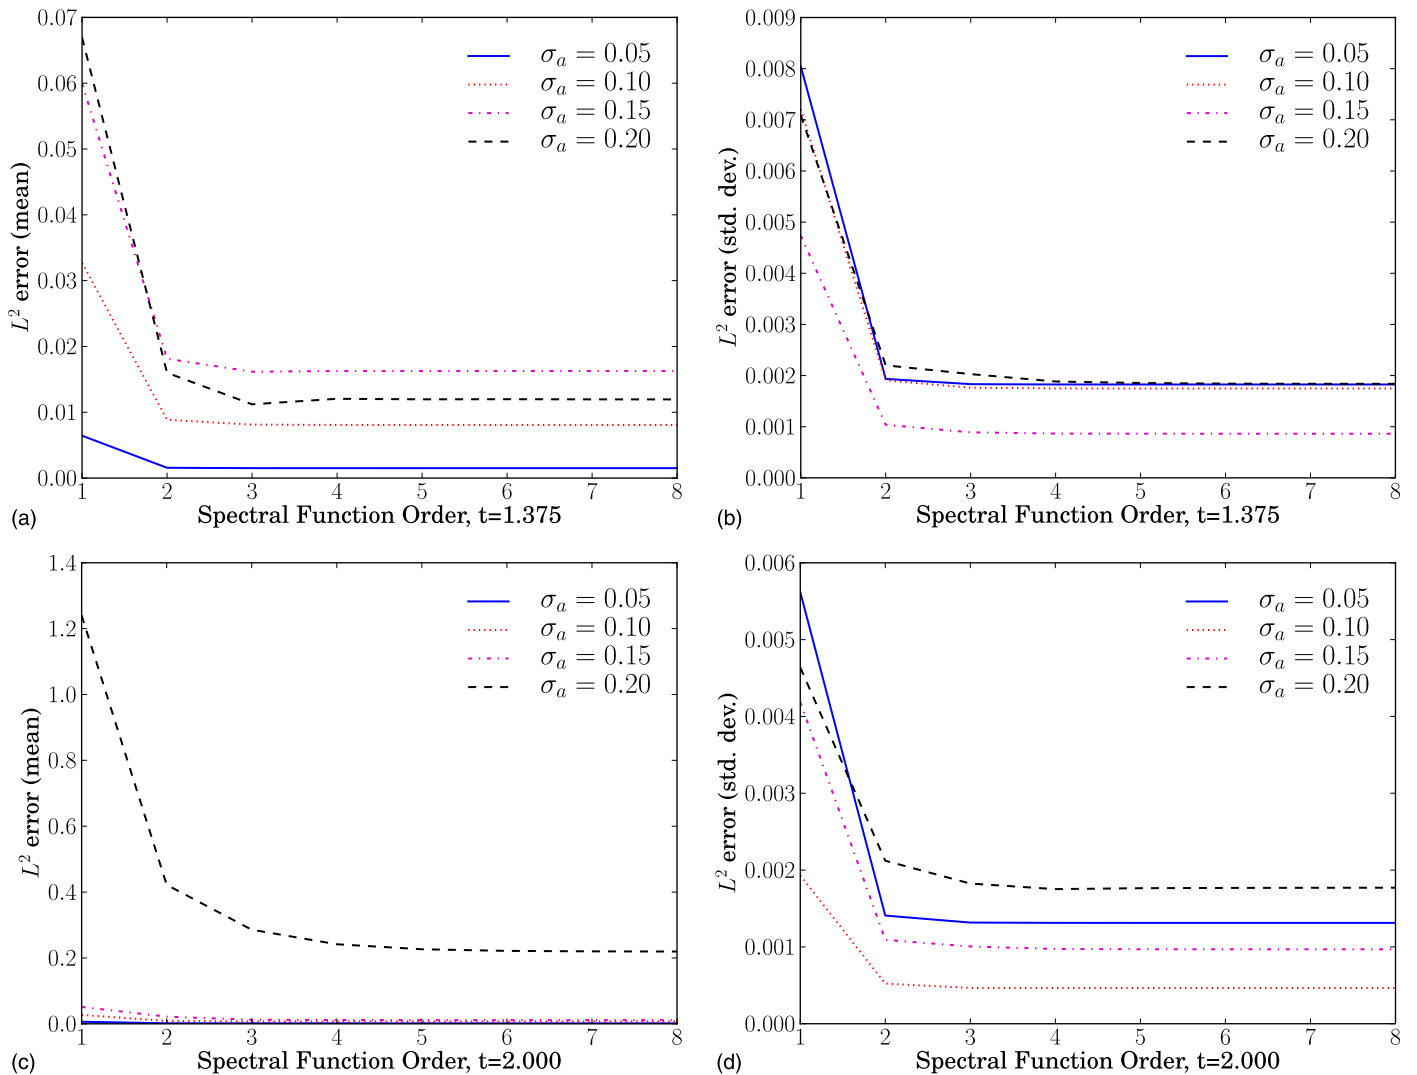 0.07
0.06
0.05
0.04
0.03
0.02
0.01
0.00
L² error (mean)
σₐ = 0.05
σₐ = 0.10
σₐ = 0.15
σₐ = 0.20
1 2 3 4 5 6 7 8
(a) Spectral Function Order, t=1.375
0.009
0.008
0.007
0.006
0.005
0.004
0.003
0.002
0.001
0.000
L² error (std. dev.)
σₐ = 0.05
σₐ = 0.10
σₐ = 0.15
σₐ = 0.20
1 2 3 4 5 6 7 8
(b) Spectral Function Order, t=1.375
1.4
1.2
1.0
0.8
0.6
0.4
0.2
0.0
L² error (mean)
σₐ = 0.05
σₐ = 0.10
σₐ = 0.15
σₐ = 0.20
1 2 3 4 5 6 7 8
(c) Spectral Function Order, t=2.000
0.006
0.005
0.004
0.003
0.002
0.001
0.000
L² error (std. dev.)
σₐ = 0.05
σₐ = 0.10
σₐ = 0.15
σₐ = 0.20
1 2 3 4 5 6 7 8
(d) Spectral Function Order, t=2.000